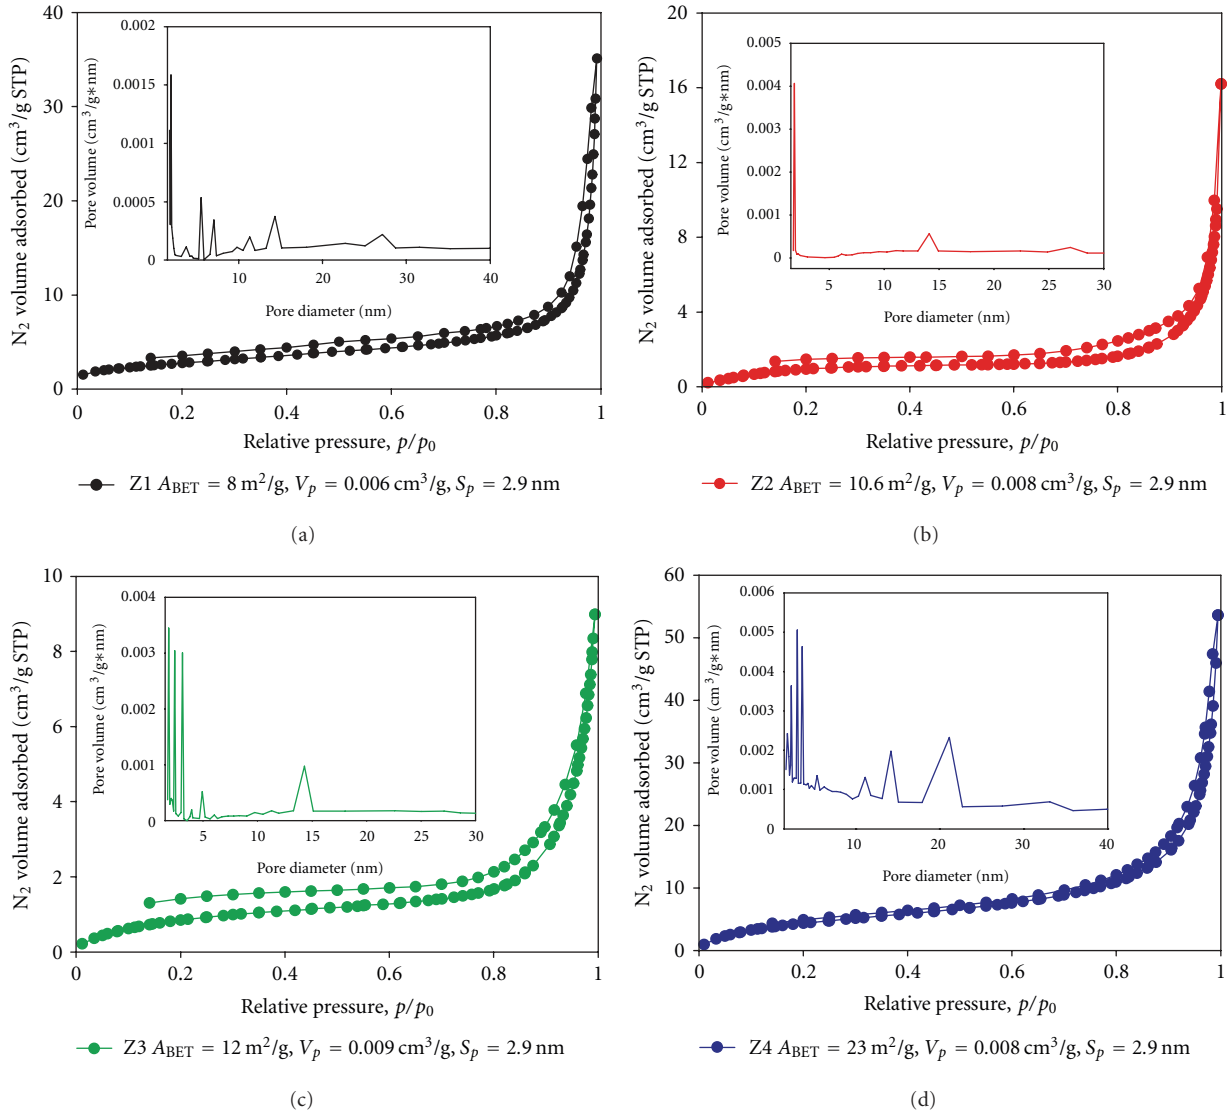 40
30
20
10
0
N₂ volume adsorbed (cm³/g STP)
0.2 0.4 0.6 0.8 1
Relative pressure, p/p₀
0.002
0.0015
0.001
0.0005
0
Pore volume (cm³/g∗nm)
10 20 30 40
Pore diameter (nm)
Z1 A_BET = 8 m²/g, V_p = 0.006 cm³/g, S_p = 2.9 nm
(a)
20
16
12
8
4
0
N₂ volume adsorbed (cm³/g STP)
0 0.2 0.4 0.6 0.8 1
Relative pressure, p/p₀
0.005
0.004
0.003
0.002
0.001
0
Pore volume (cm³/g∗nm)
5 10 15 20 25 30
Pore diameter (nm)
Z2 A_BET = 10.6 m²/g, V_p = 0.008 cm³/g, S_p = 2.9 nm
(b)
10
8
6
4
2
0
N₂ volume adsorbed (cm³/g STP)
0 0.2 0.4 0.6 0.8 1
Relative pressure, p/p₀
0.004
0.003
0.002
0.001
0
Pore volume (cm³/g∗nm)
5 10 15 20 25 30
Pore diameter (nm)
Z3 A_BET = 12 m²/g, V_p = 0.009 cm³/g, S_p = 2.9 nm
(c)
60
50
40
30
20
10
0
N₂ volume adsorbed (cm³/g STP)
0 0.2 0.4 0.6 0.8 1
Relative pressure, p/p₀
0.006
0.005
0.004
0.003
0.002
0.001
0
Pore volume (cm³/g∗nm)
10 20 30 40
Pore diameter (nm)
Z4 A_BET = 23 m²/g, V_p = 0.008 cm³/g, S_p = 2.9 nm
(d)